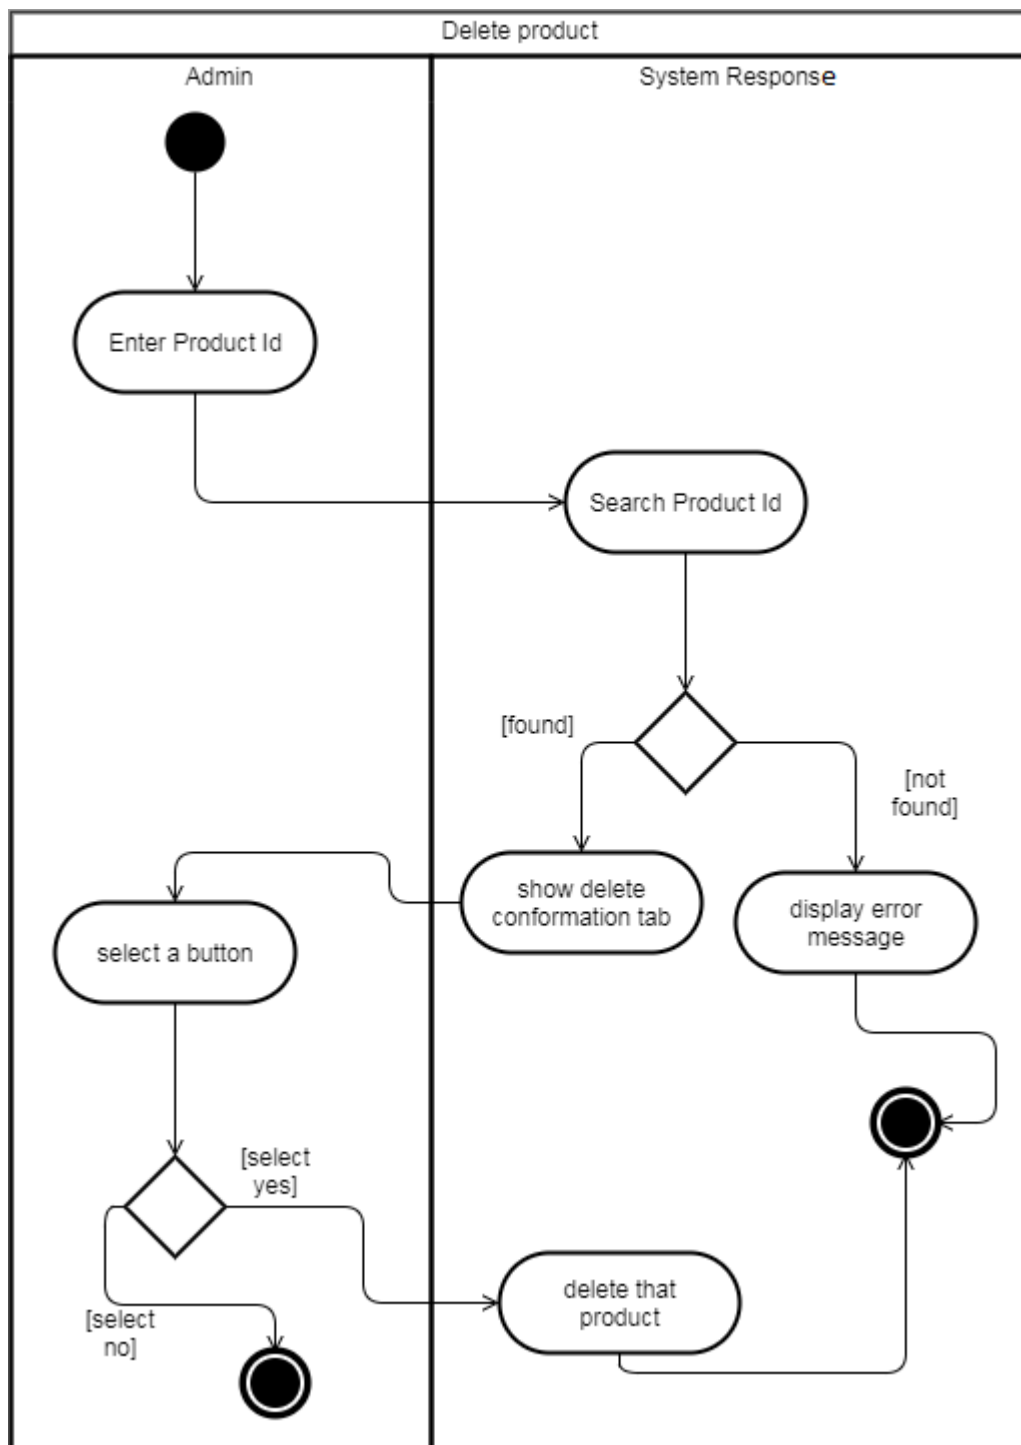 Delete product
Admin
System Response
Enter Product Id
Search Product Id
[found]
[not
found]
show delete
conformation tab
display error
message
select a button
[select
yes]
[select
no]
delete that
product